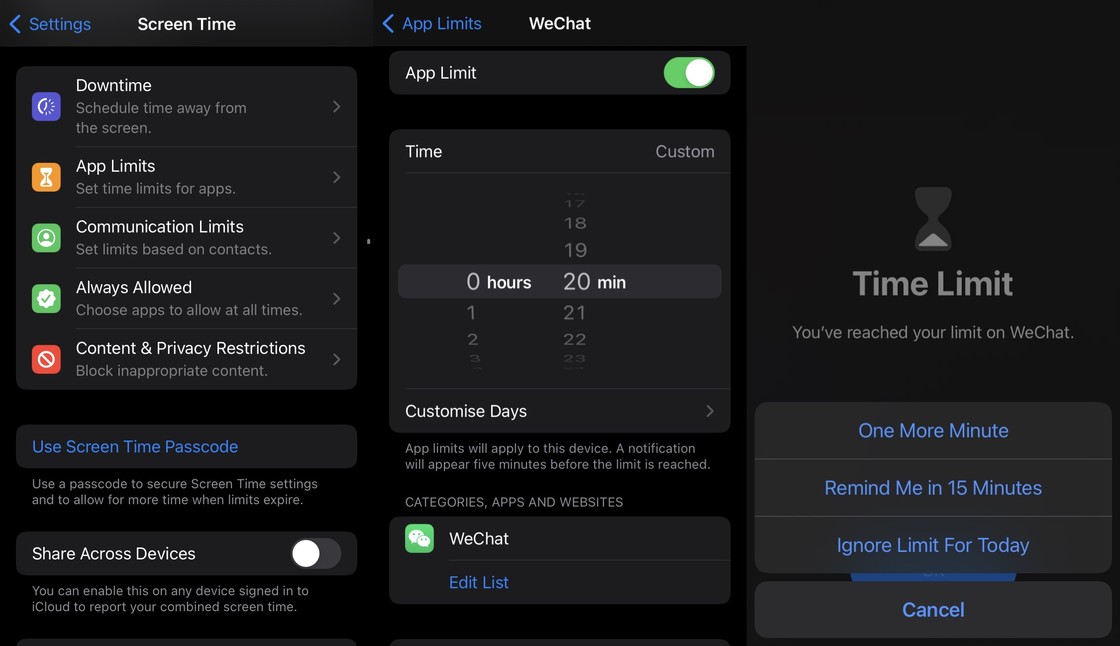 Settings
Screen Time
Downtime
Schedule time away from
the screen.
App Limits
Set time limits for apps.
Communication Limits
Set limits based on contacts.
Always Allowed
Choose apps to allow at all times.
Content & Privacy Restrictions
Block inappropriate content.
Use Screen Time Passcode
Use a passcode to secure Screen Time settings
and to allow for more time when limits expire.
Share Across Devices
You can enable this on any device signed in to
iCloud to report your combined screen time.
App Limits
WeChat
App Limit
Time
Custom
17
18
19
0 hours 20 min
1 21
2 22
3 23
Customise Days
App limits will apply to this device. A notification
will appear five minutes before the limit is reached.
CATEGORIES, APPS AND WEBSITES
WeChat
Edit List
Time Limit
You've reached your limit on WeChat.
One More Minute
Remind Me in 15 Minutes
Ignore Limit For Today
Cancel